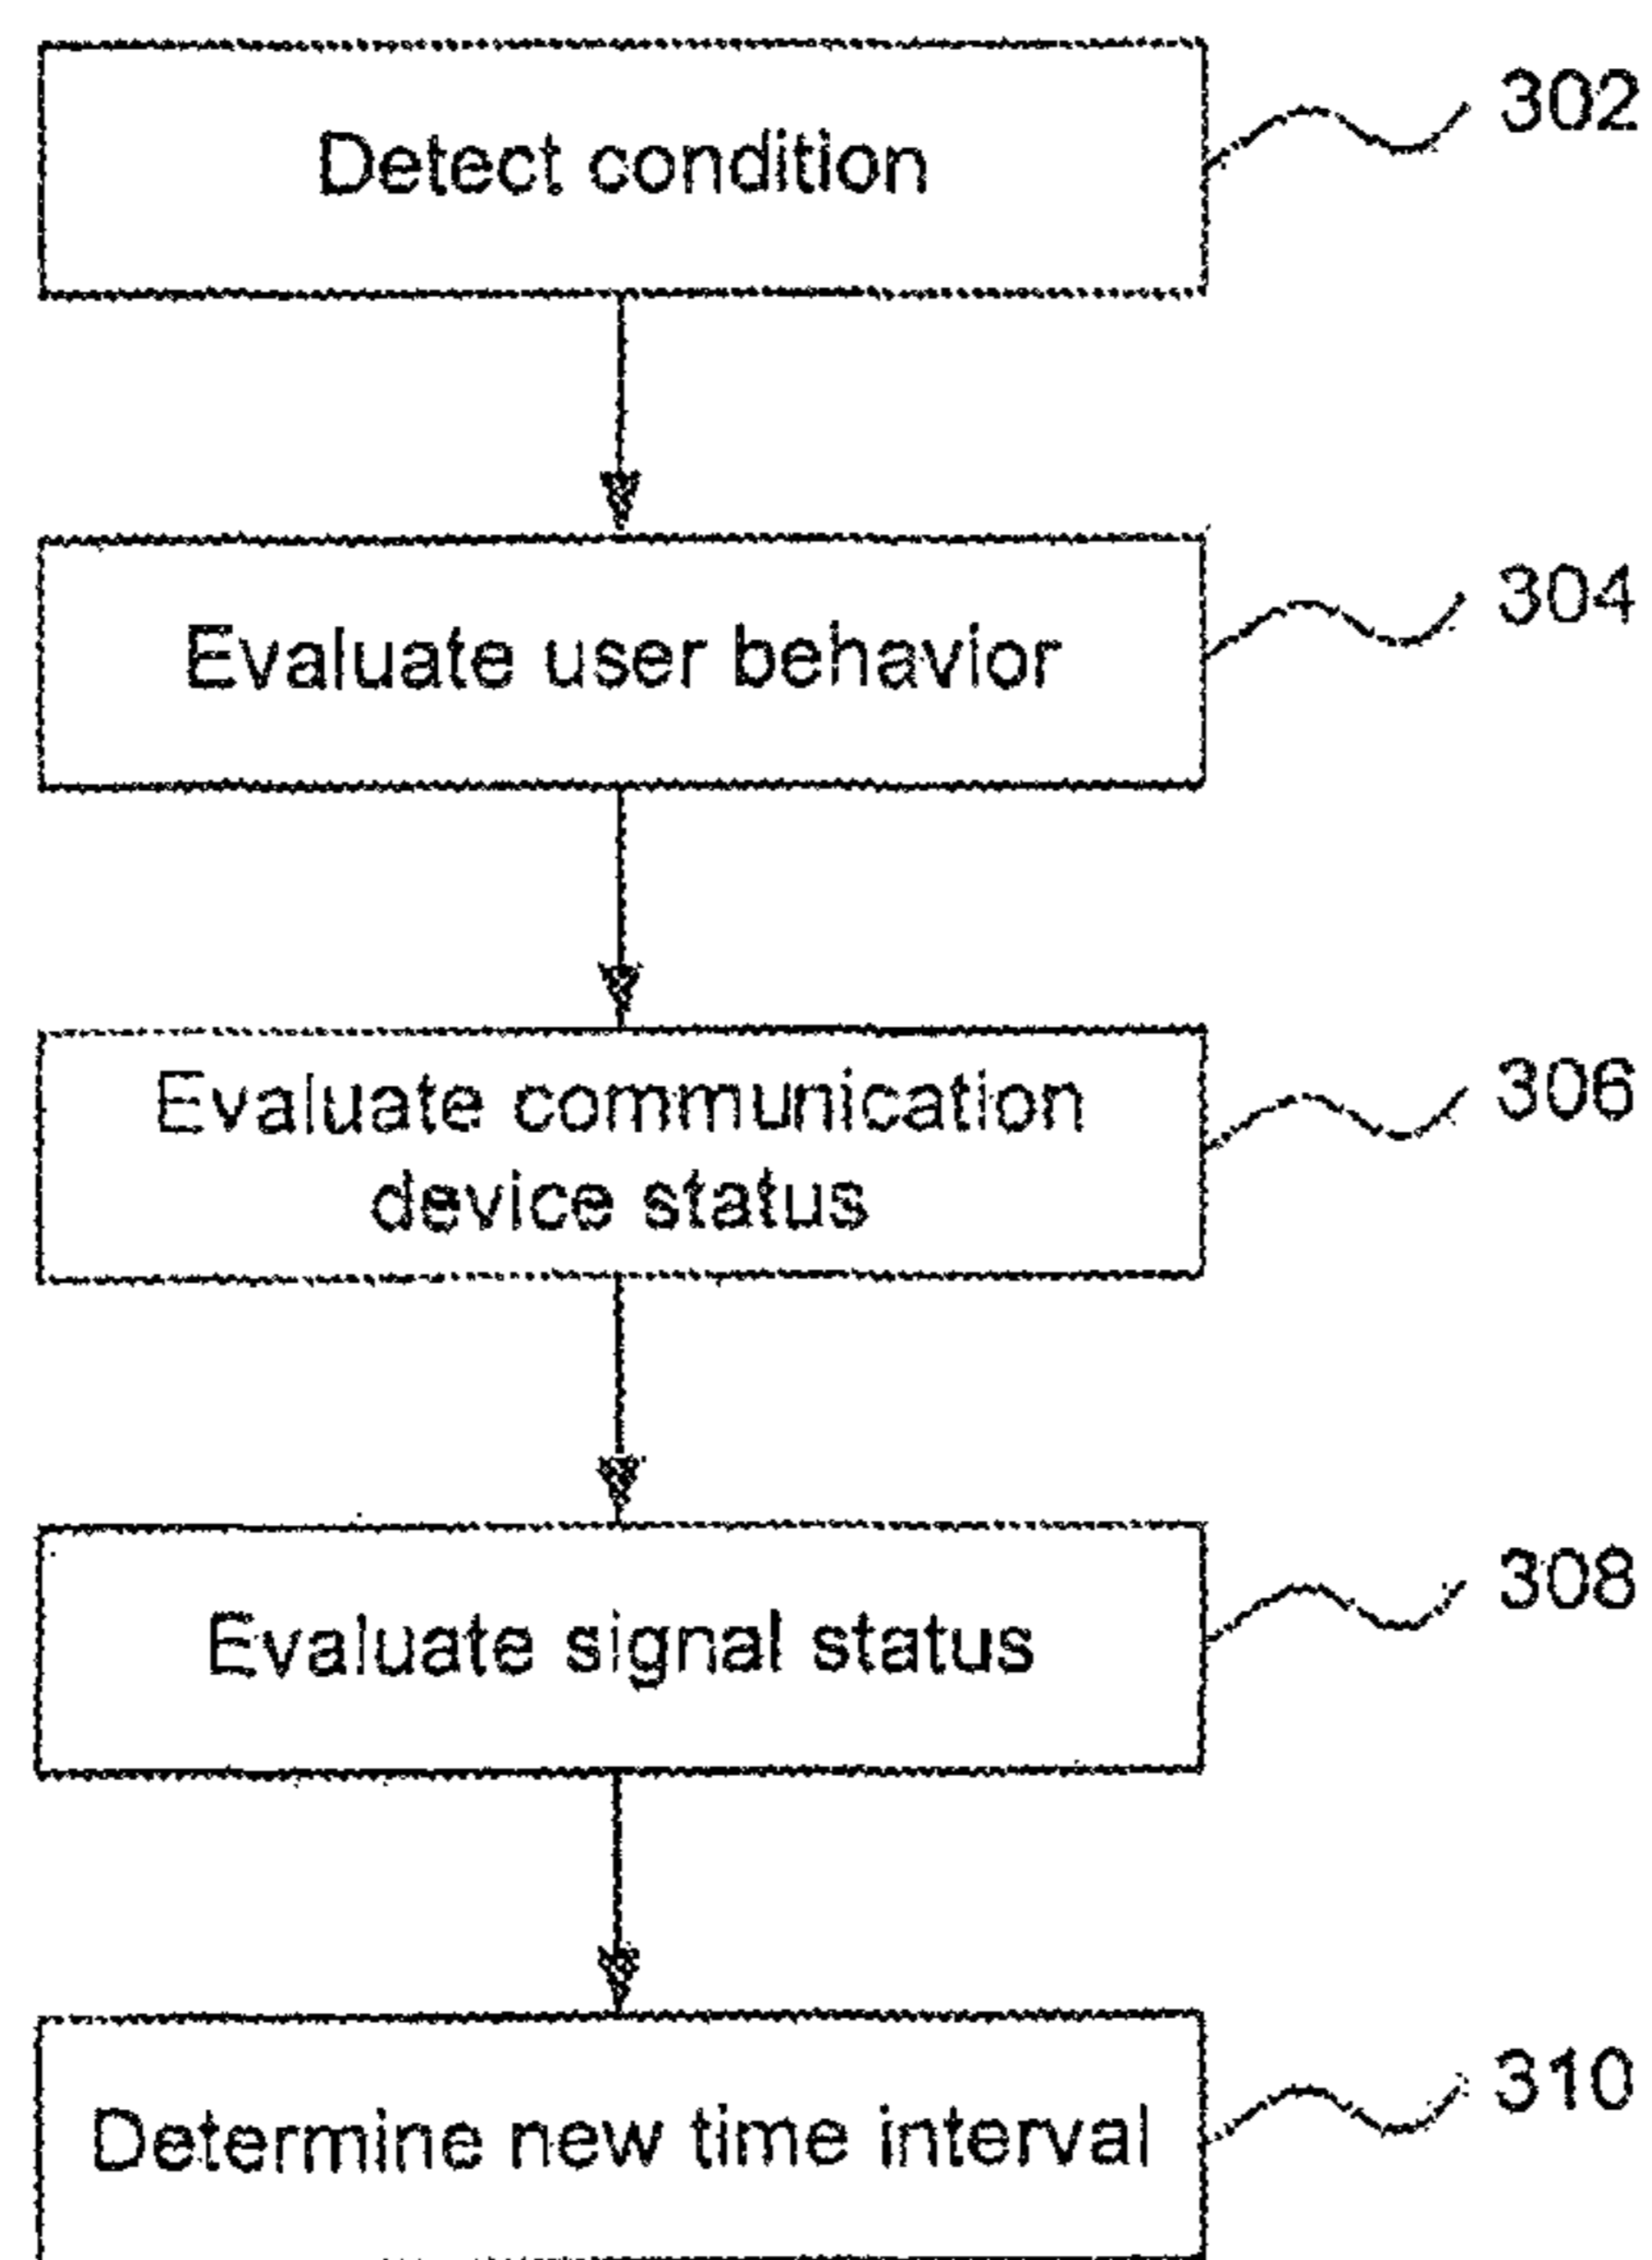 Detect condition
302
Evaluate user behavior
304
Evaluate communication
device status
306
Evaluate signal status
308
Determine new time interval
310